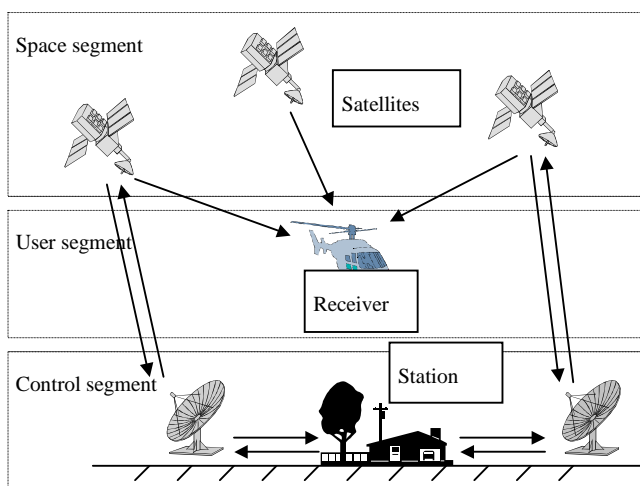 Space segment
Satellites
User segment
Receiver
Station
Control segment